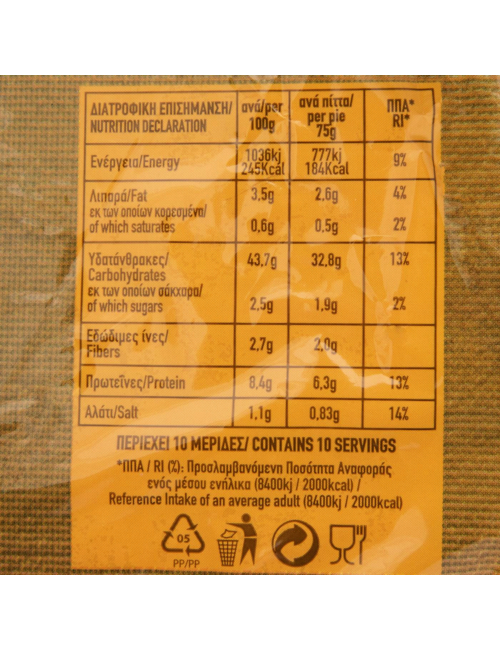 ΔΙΑΤΡΟΦΙΚΗ ΕΠΙΣΗΜΑΝΣΗ/ ανά/per ανά πίττα/ ΠΠΑ*
NUTRITION DECLARATION 100g per pie 75g RI*
Ενέργεια/Energy 1036kj 777kj 9%
245Kcal 184Kcal
Λιπαρά/Fat 3,5g 2,6g 4%
εκ των οποίων κορεσμένα/
of which saturates 0,6g 0,5g 2%
Υδατάνθρακες/ 43,7g 32,8g 13%
Carbohydrates
εκ των οποίων σάκχαρα/
of which sugars 2,5g 1,9g 2%
Εδώδιμες ίνες/
Fibers 2,7g 2,0g
Πρωτεΐνες/Protein 8,4g 6,3g 13%
Αλάτι/Salt 1,1g 0,83g 14%
ΠΕΡΙΕΧΕΙ 10 ΜΕΡΙΔΕΣ/ CONTAINS 10 SERVINGS
*ΠΠΑ / RI (%): Προσλαμβανόμενη Ποσότητα Αναφοράς
ενός μέσου ενήλικα (8400kj / 2000kcal) /
Reference Intake of an average adult (8400kj / 2000kcal)
05
PP/PP